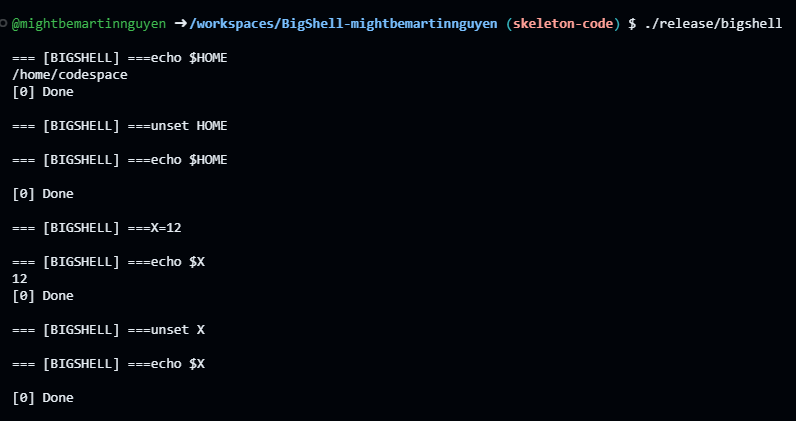 @mightbemartinnguyen ➜/workspaces/BigShell-mightbemartinnguyen (skeleton-code) $ ./release/bigshell
=== [BIGSHELL] ===echo $HOME
/home/codespace
[0] Done
=== [BIGSHELL] ===unset HOME
=== [BIGSHELL] ===echo $HOME
[0] Done
=== [BIGSHELL] ===X=12
=== [BIGSHELL] ===echo $X
12
[0] Done
=== [BIGSHELL] ===unset X
=== [BIGSHELL] ===echo $X
[0] Done